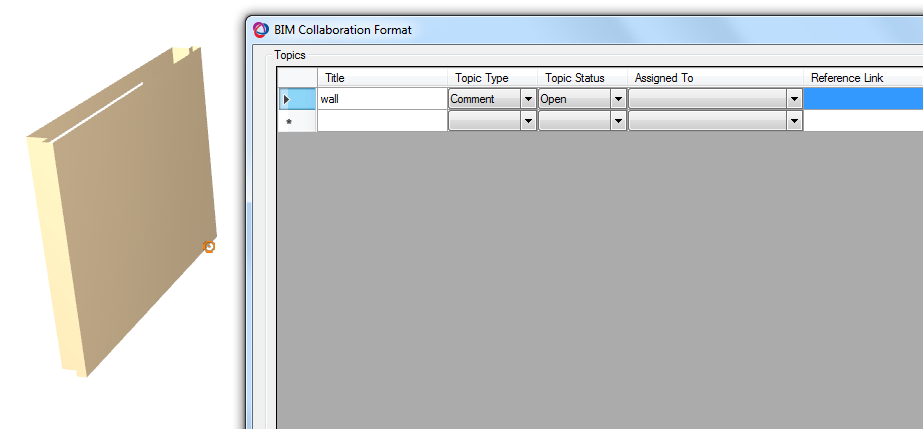 BIM Collaboration Format
Topics
Title Topic Type Topic Status Assigned To Reference Link
wall Comment Open
*